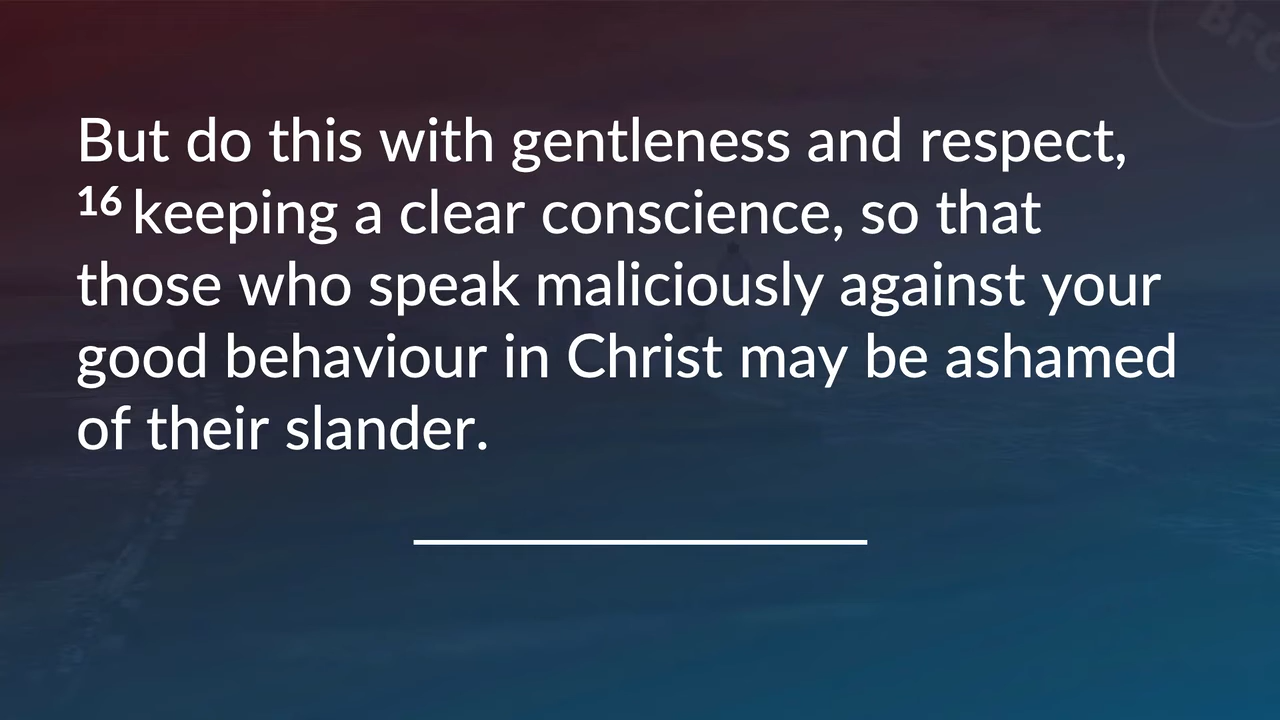 BFC
But do this with gentleness and respect,
16 keeping a clear conscience, so that
those who speak maliciously against your
good behaviour in Christ may be ashamed
of their slander.